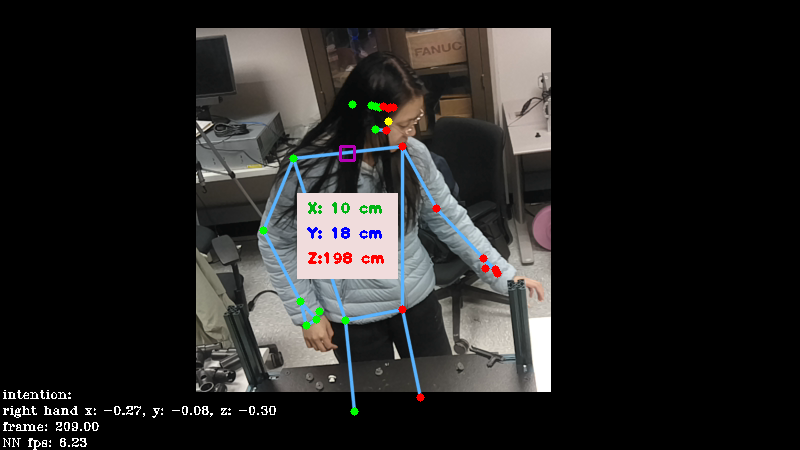 FANUC
X: 10 cm
Y: 18 cm
Z:198 cm
intention:
right hand x: -0.27, y: -0.08, z: -0.30
frame: 209.00
NN fps: 6.23